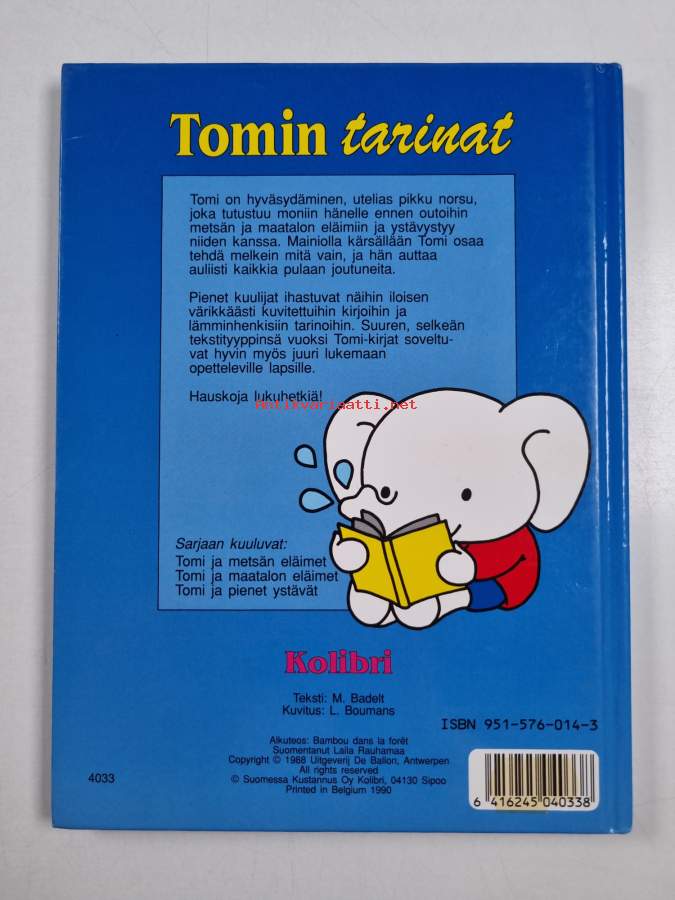 Tomin tarinat
Tomi on hyväsydäminen, utelias pikku norsu,
joka tutustuu moniin hänelle ennen outoihin
metsän ja maatalon eläimiin ja ystävystyy
niiden kanssa. Mainiolla kärsällään Tomi osaa
tehdä melkein mitä vain, ja hän auttaa
auliisti kaikkia pulaan joutuneita.
Pienet kuulijat ihastuvat näihin iloisen
värikkäästi kuvitettuihin kirjoihin ja
lämminhenkisiin tarinoihin. Suuren, selkeän
tekstityyppinsä vuoksi Tomi-kirjat soveltu-
vat hyvin myös juuri lukemaan
opetteleville lapsille.
Hauskoja lukuhetkiä!
Antikvariaatti.net
Sarjaan kuuluvat:
Tomi ja metsän eläimet
Tomi ja maatalon eläimet
Tomi ja pienet ystävät
Kolibri
Teksti: M. Badelt
Kuvitus: L. Boumans
ISBN 951-576-014-3
Alkuteos: Bambou dans la forêt
Suomentanut Laila Rauhamaa
Copyright © 1988 Uitgeverij De Ballon, Antwerpen
All rights reserved
© Suomessa Kustannus Oy Kolibri, 04130 Sipoo
Printed in Belgium 1990
4033
6 416245 040338